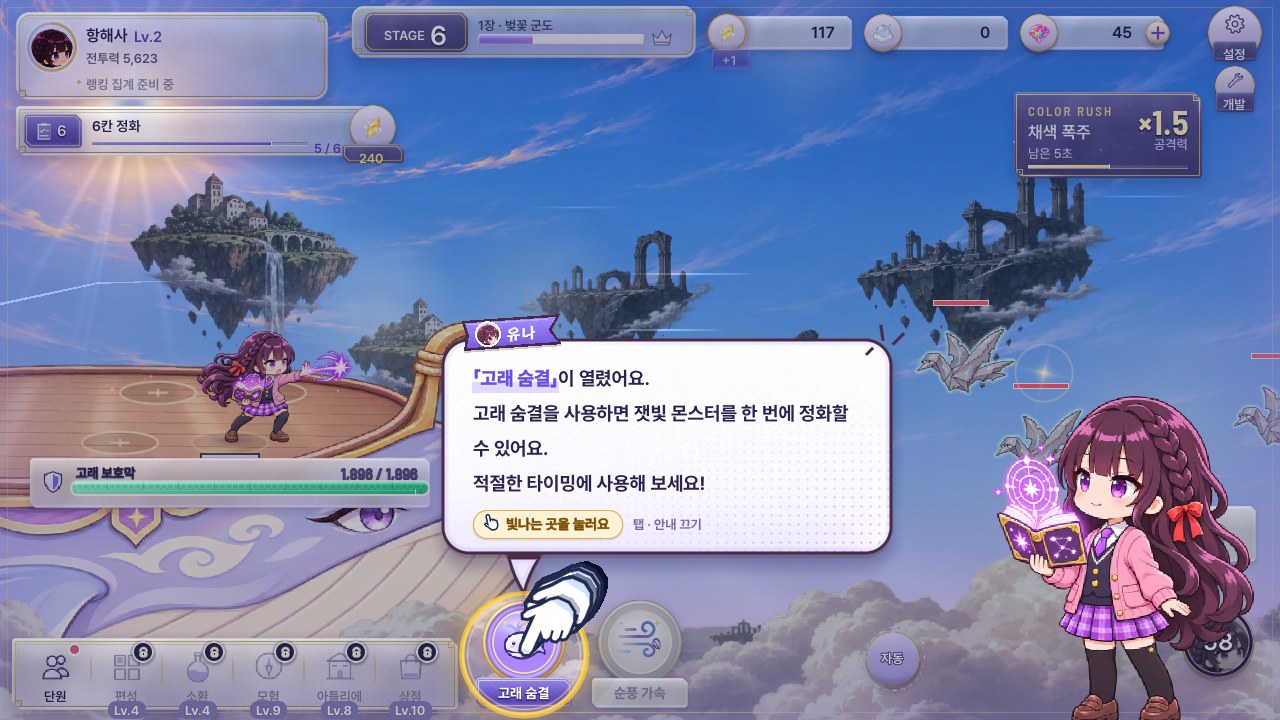 항해사 Lv.2
전투력 5,623
랭킹 집계 준비 중
STAGE 6
1장 · 벚꽃 군도
117
+1
0
45
설정
개발
6
6칸 정화
5 / 6
240
COLOR RUSH
채색 폭주
남은 5초
×1.5
공격력
유나
「고래 숨결」이 열렸어요.
고래 숨결을 사용하면 잿빛 몬스터를 한 번에 정화할
수 있어요.
적절한 타이밍에 사용해 보세요!
빛나는 곳을 눌러요
탭 · 안내 끄기
고래 보호막
1,896 / 1,896
단원
편성
Lv.4
소환
Lv.4
모험
Lv.9
아틀리에
Lv.8
상점
Lv.10
고래 숨결
순풍 가속
자동